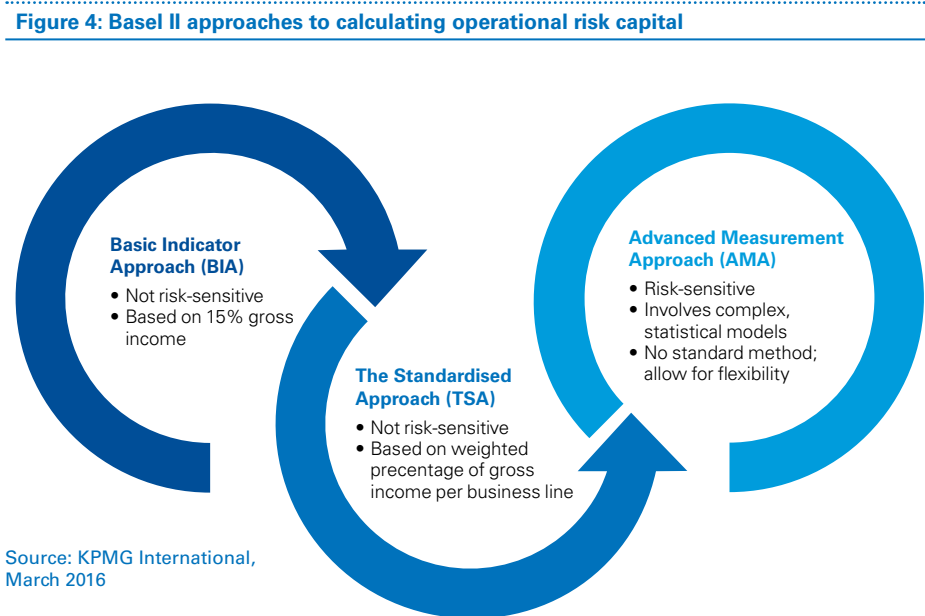 Figure 4: Basel II approaches to calculating operational risk capital
Basic Indicator
Approach (BIA)
• Not risk-sensitive
• Based on 15% gross
income
The Standardised
Approach (TSA)
• Not risk-sensitive
• Based on weighted
precentage of gross
income per business line
Advanced Measurement
Approach (AMA)
• Risk-sensitive
• Involves complex,
statistical models
• No standard method;
allow for flexibility
Source: KPMG International,
March 2016